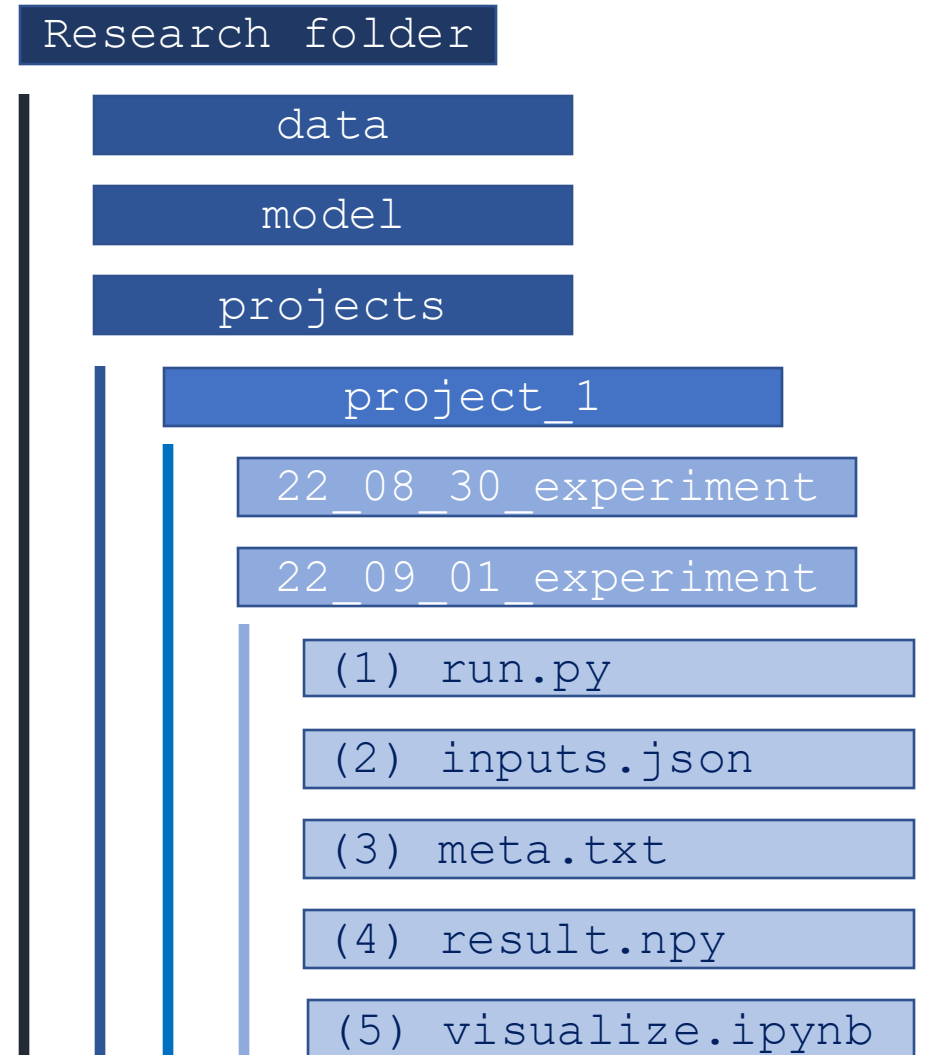 Research folder
data
model
projects
project_1
22_08_30_experiment
22_09_01_experiment
(1) run.py
(2) inputs.json
(3) meta.txt
(4) result.npy
(5) visualize.ipynb